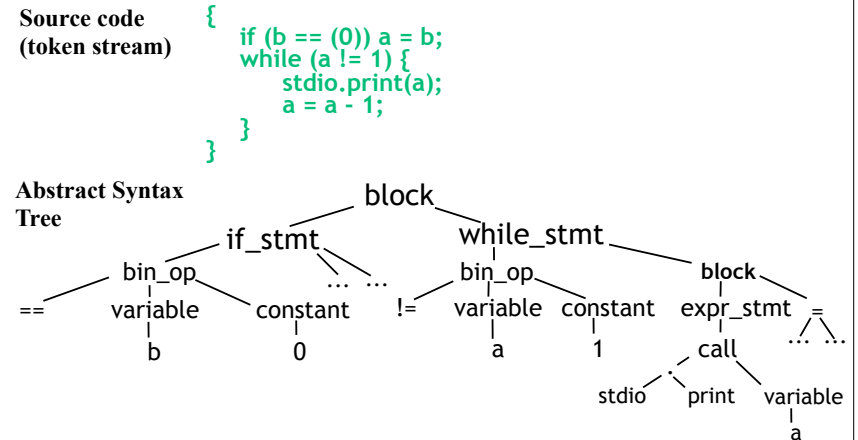 Source code
(token stream)
{
if (b == (0)) a = b;
while (a != 1) {
stdio.print(a);
a = a - 1;
}
}
Abstract Syntax
Tree
block
if_stmt while_stmt
bin_op ... ... bin_op block
== variable constant != variable constant expr_stmt =
b 0 a 1 call ... ...
.
stdio print variable
a